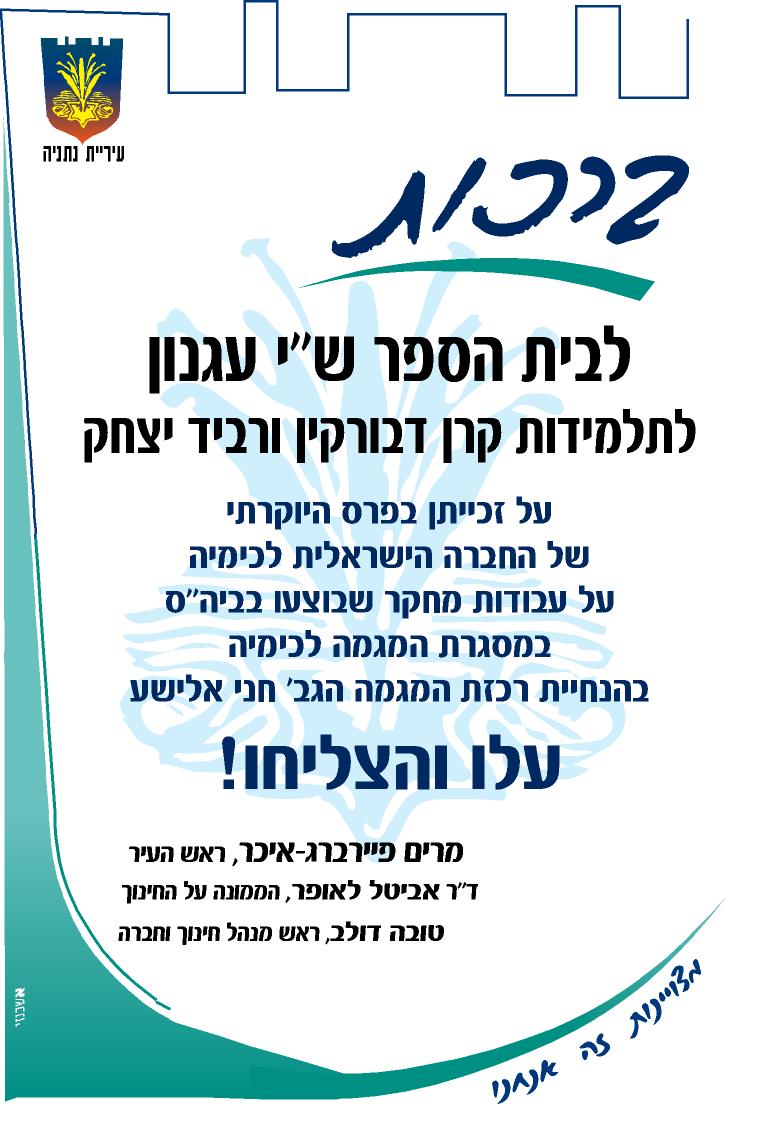 עיריית נתניה
ברכות
לבית הספר ש"י עגנון
לתלמידות קרן דבורקין ורביד יצחק
על זכייתן בפרס היוקרתי
של החברה הישראלית לכימיה
על עבודות מחקר שבוצעו בביה"ס
במסגרת המגמה לכימיה
בהנחיית רכזת המגמה הגב' חני אלישע
עלו והצליחו!
מרים פיירברג-איכר, ראש העיר
ד"ר אביטל לאופר, הממונה על החינוך
טובה דולב, ראש מנהל חינוך וחברה
מצויינות זה אנחנו
אשכנזי